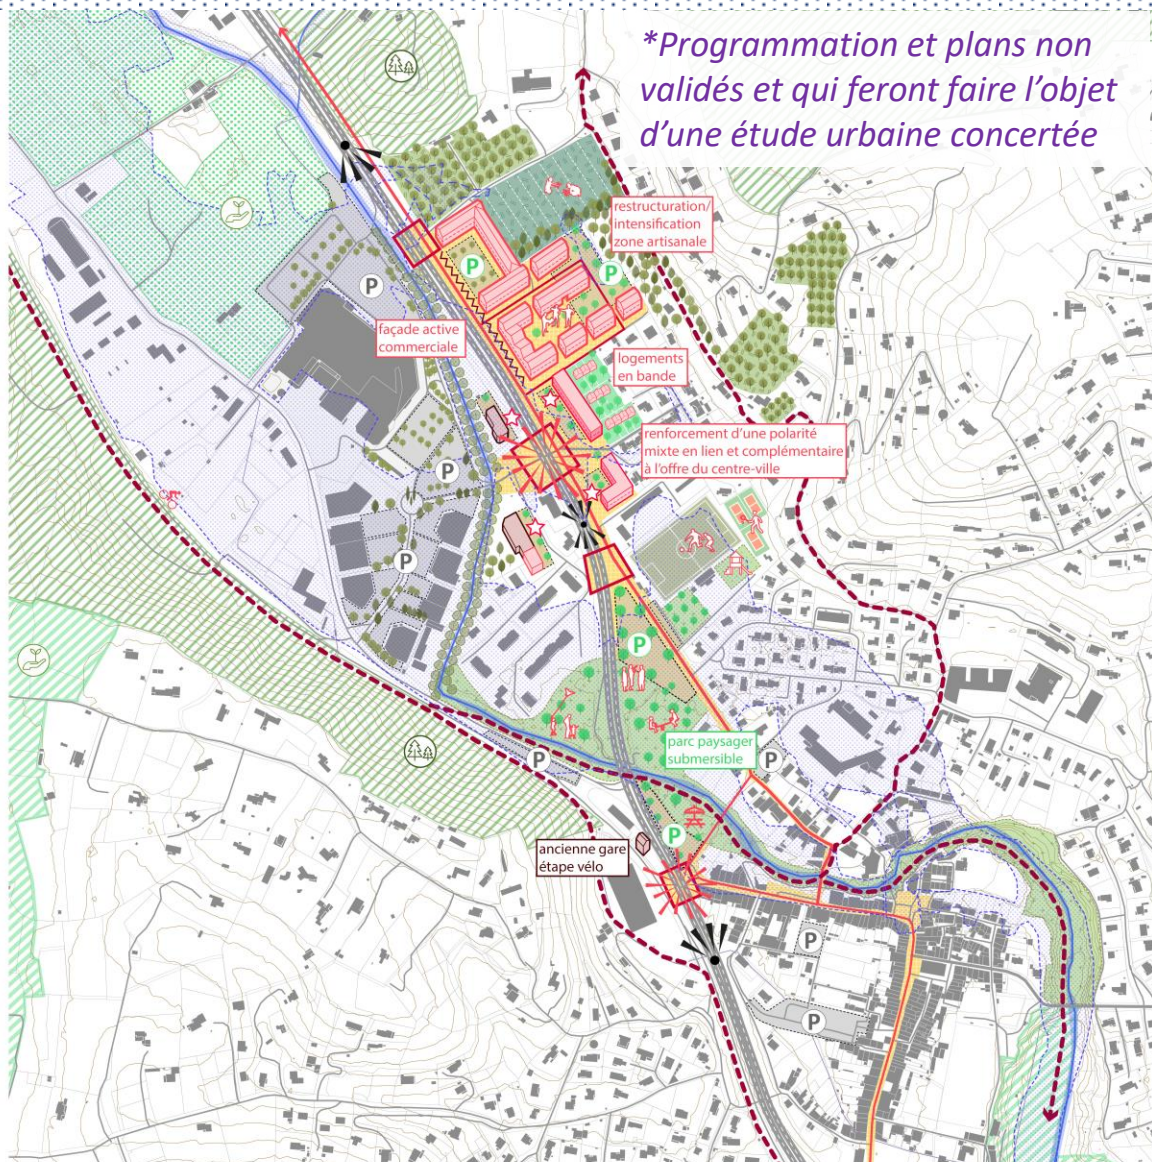 *Programmation et plans non
validés et qui feront faire l’objet
d’une étude urbaine concertée
restructuration/
intensification
zone artisanale
P
P
P
façade active
commerciale
logements
en bande
renforcement d’une polarité
mixte en lien et complémentaire
à l’offre du centre-ville
P
P
P
parc paysager
submersible
P
P
P
ancienne gare
étape vélo
P
P